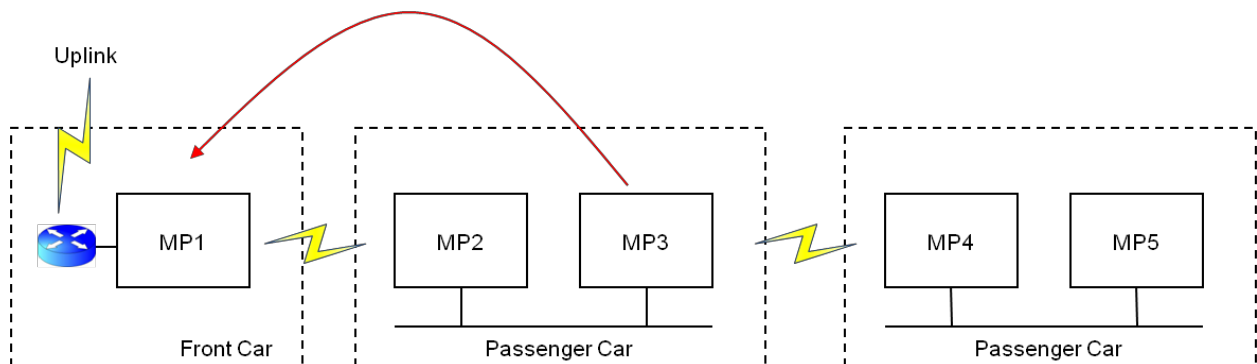 Uplink
MP1
MP2
MP3
MP4
MP5
Front Car
Passenger Car
Passenger Car